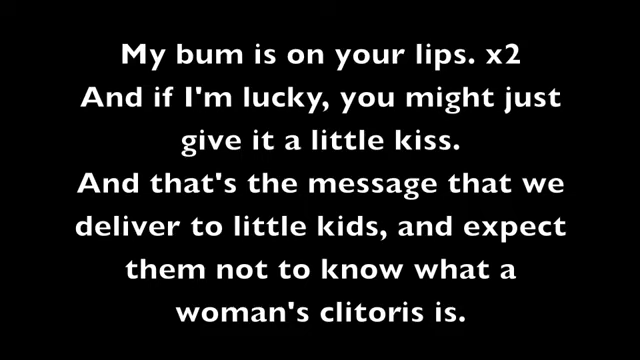 My bum is on your lips. x2
And if I'm lucky, you might just
give it a little kiss.
And that's the message that we
deliver to little kids, and expect
them not to know what a
woman's clitoris is.